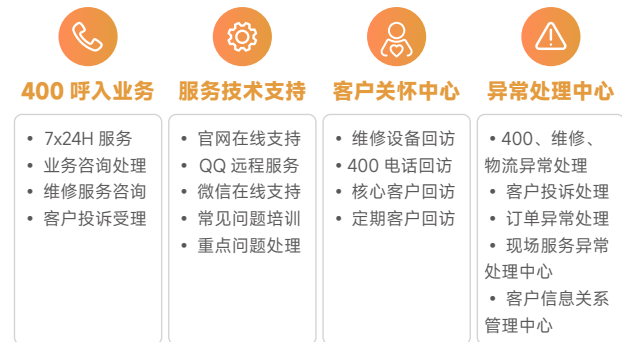 400 呼入业务
• 7x24H 服务
• 业务咨询处理
• 维修服务咨询
• 客户投诉受理
服务技术支持
• 官网在线支持
• QQ 远程服务
• 微信在线支持
• 常见问题培训
• 重点问题处理
客户关怀中心
• 维修设备回访
• 400 电话回访
• 核心客户回访
• 定期客户回访
异常处理中心
• 400、维修、
物流异常处理
• 客户投诉处理
• 订单异常处理
• 现场服务异常
处理中心
• 客户信息关系
管理中心